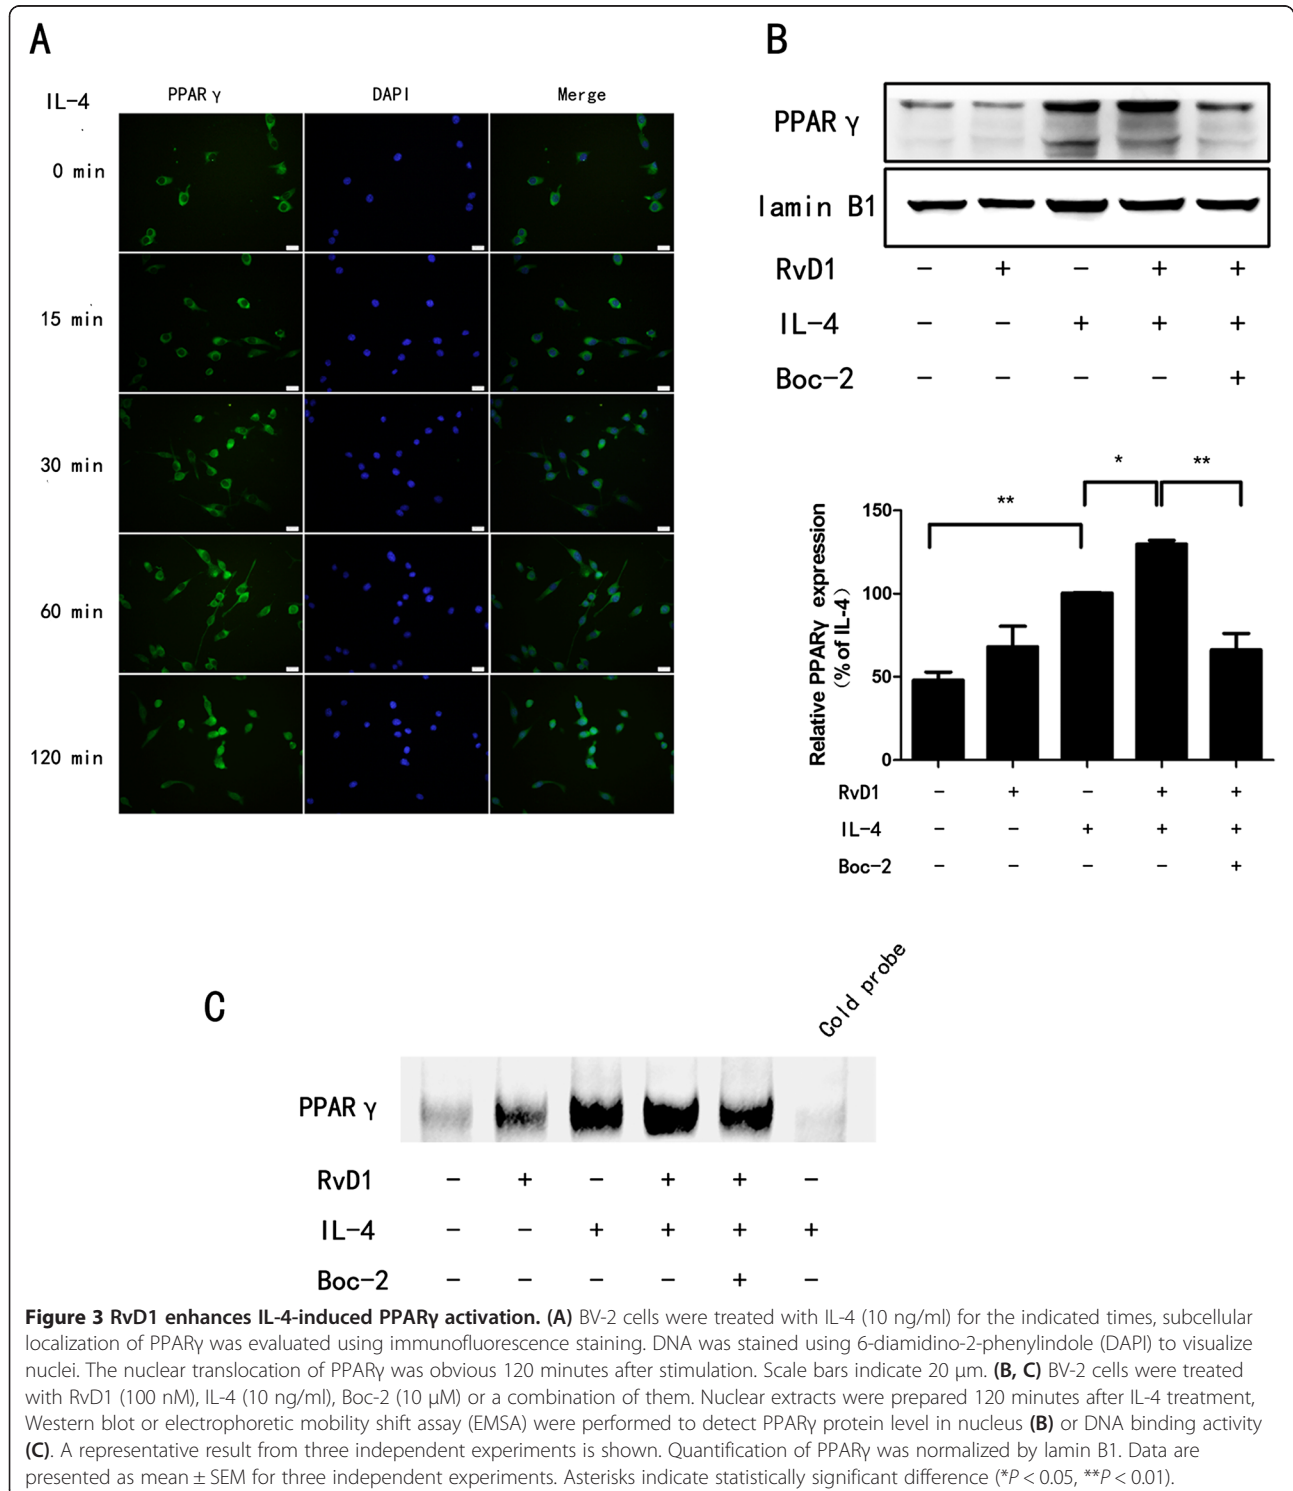 A
IL-4
PPAR γ DAPI Merge
0 min
15 min
30 min
60 min
120 min
B
PPAR γ
lamin B1
RvD1 − + − + +
IL-4 − − + + +
Boc-2 − − − − +
Relative PPARγ expression
(% of IL-4)
150
100
50
0
** * **
RvD1 − + − + +
IL-4 − − + + +
Boc-2 − − − − +
C
Cold probe
PPAR γ
RvD1 − + − + + −
IL-4 − − + + + +
Boc-2 − − − − + −
Figure 3 RvD1 enhances IL-4-induced PPARγ activation. (A) BV-2 cells were treated with IL-4 (10 ng/ml) for the indicated times, subcellular
localization of PPARγ was evaluated using immunofluorescence staining. DNA was stained using 6-diamidino-2-phenylindole (DAPI) to visualize
nuclei. The nuclear translocation of PPARγ was obvious 120 minutes after stimulation. Scale bars indicate 20 μm. (B, C) BV-2 cells were treated
with RvD1 (100 nM), IL-4 (10 ng/ml), Boc-2 (10 μM) or a combination of them. Nuclear extracts were prepared 120 minutes after IL-4 treatment,
Western blot or electrophoretic mobility shift assay (EMSA) were performed to detect PPARγ protein level in nucleus (B) or DNA binding activity
(C). A representative result from three independent experiments is shown. Quantification of PPARγ was normalized by lamin B1. Data are
presented as mean ± SEM for three independent experiments. Asterisks indicate statistically significant difference (*P < 0.05, **P < 0.01).